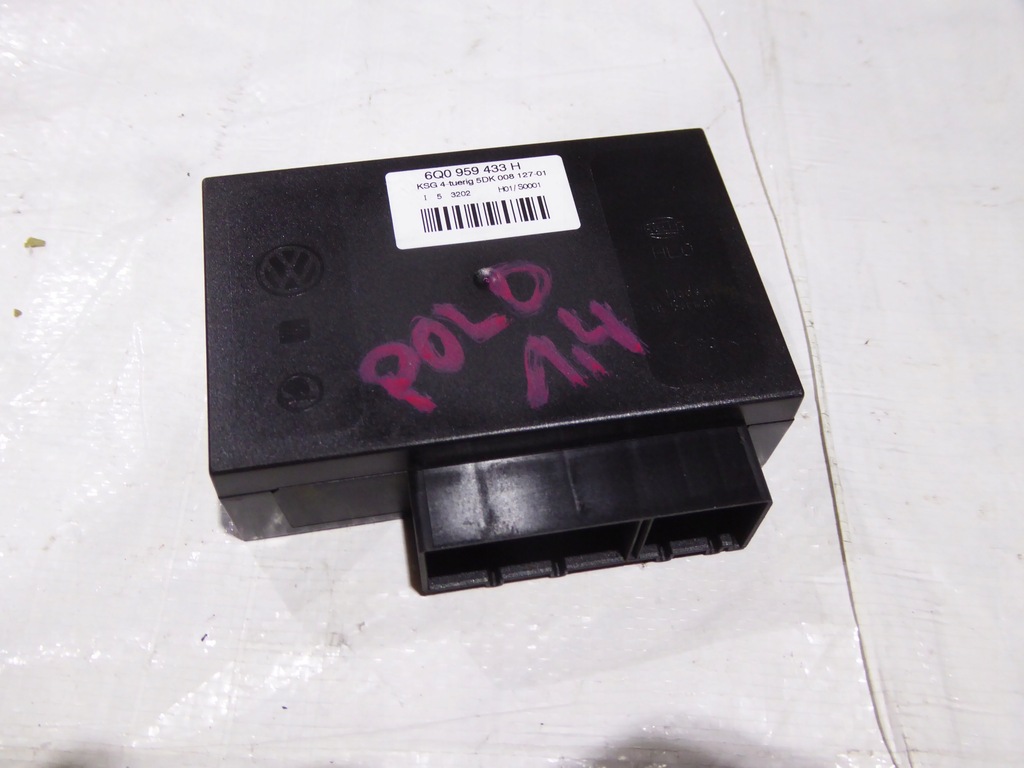 6Q0 959 433 H
KSG 4-tuerig 5DK 008 127-01
I 5 3202 H01/S0001
POLO
1,4